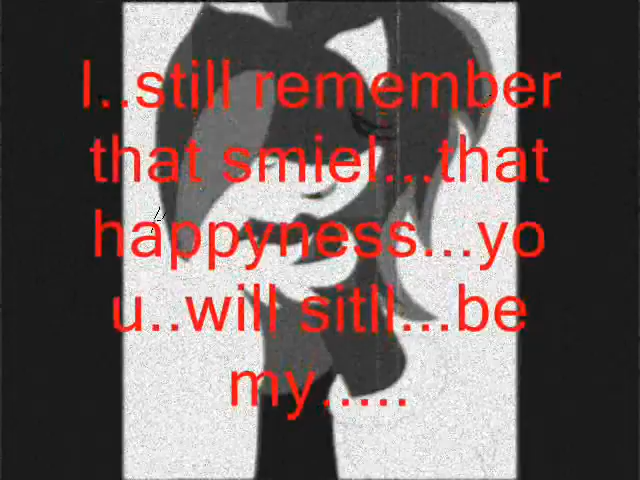 I..still remember
that smiel...that
happyness...yo
u..will sitll...be
my.....